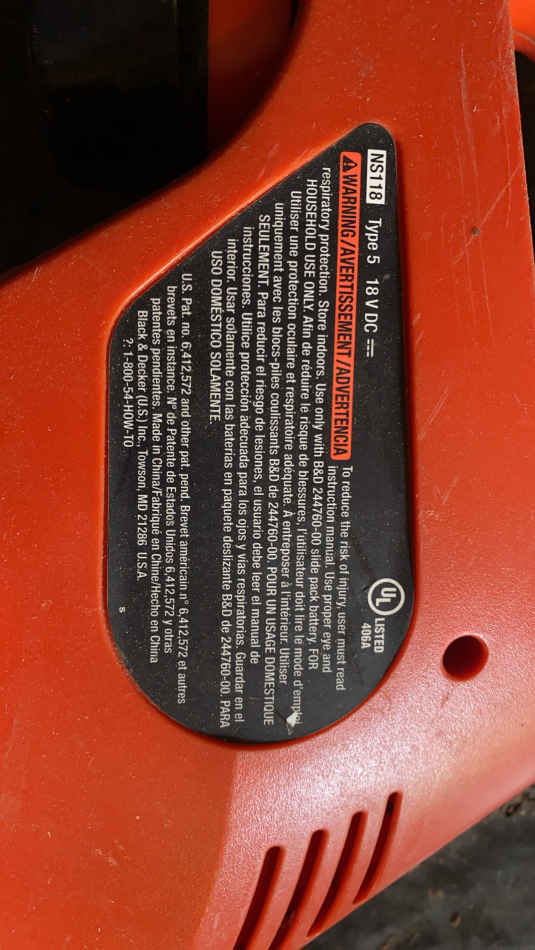 NS118 Type 5 18 V DC ⎓
WARNING/AVERTISSEMENT/ADVERTENCIA To reduce the risk of injury, user must read
instruction manual. Use proper eye and
respiratory protection. Store indoors. Use only with B&D 244760-00 slide pack battery. FOR
HOUSEHOLD USE ONLY. Afin de réduire le risque de blessures, l'utilisateur doit lire le mode d'emploi
Utiliser une protection oculaire et respiratoire adéquate. À entreposer à l'intérieur. Utiliser
uniquement avec les blocs-piles coulissants B&D de 244760-00. POUR UN USAGE DOMESTIQUE
SEULEMENT. Para reducir el riesgo de lesiones, el usuario debe leer el manual de
instrucciones. Utilice protección adecuada para los ojos y vías respiratorias. Guardar en el
interior. Usar solamente con las baterías en paquete deslizante B&D de 244760-00. PARA
USO DOMÉSTICO SOLAMENTE.
UL LISTED
406A
U.S. Pat. no. 6,412,572 and other pat. pend. Brevet américain n° 6,412,572 et autres
brevets en instance. N° de Patente de Estados Unidos 6,412,572 y otras
patentes pendientes. Made in China/Fabriqué en Chine/Hecho en China
Black & Decker (U.S.) Inc., Towson, MD 21286 U.S.A.
?: 1-800-54-HOW-TO.
s